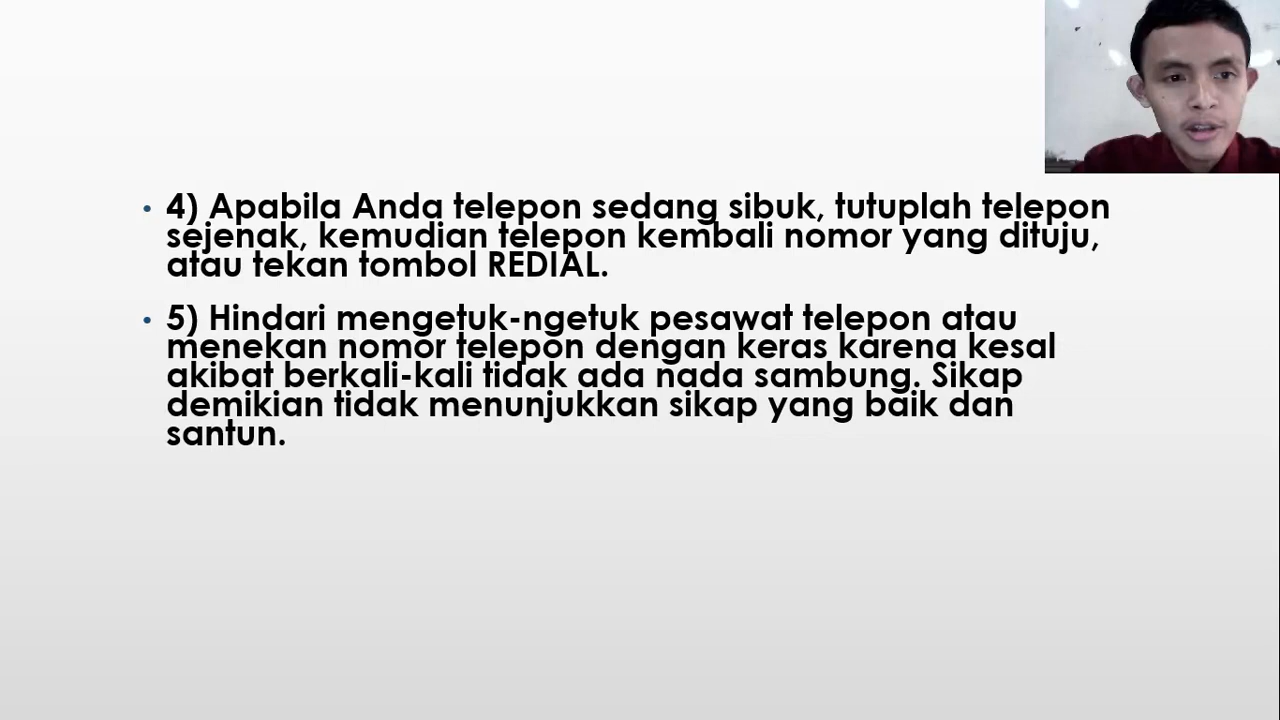 • 4) Apabila Anda telepon sedang sibuk, tutuplah telepon
sejenak, kemudian telepon kembali nomor yang dituju,
atau tekan tombol REDIAL.
• 5) Hindari mengetuk-ngetuk pesawat telepon atau
menekan nomor telepon dengan keras karena kesal
akibat berkali-kali tidak ada nada sambung. Sikap
demikian tidak menunjukkan sikap yang baik dan
santun.